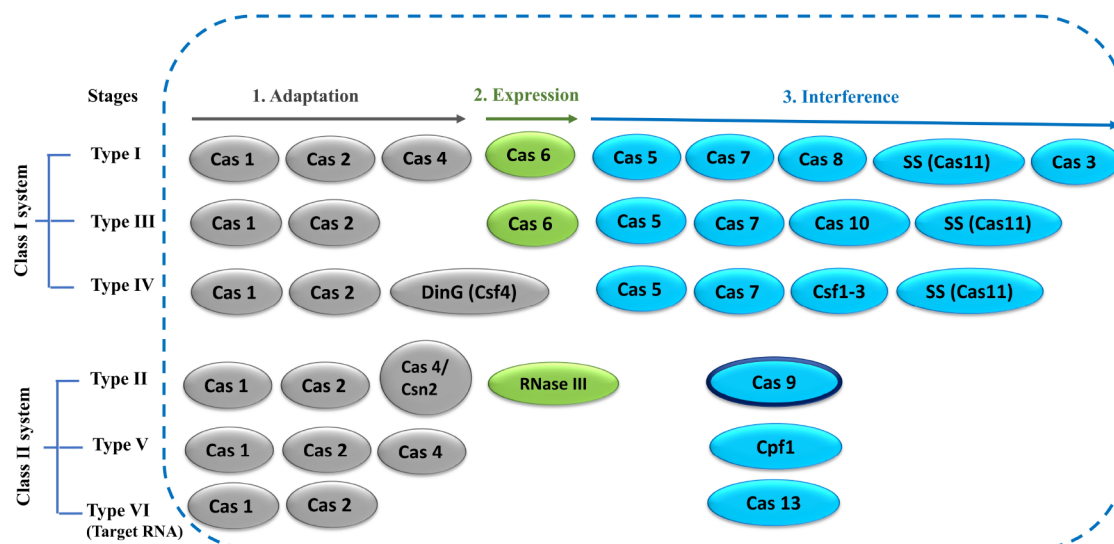 Stages
1. Adaptation
2. Expression
3. Interference
Class I system
Type I
Cas 1
Cas 2
Cas 4
Cas 6
Cas 5
Cas 7
Cas 8
SS (Cas11)
Cas 3
Type III
Cas 1
Cas 2
Cas 6
Cas 5
Cas 7
Cas 10
SS (Cas11)
Type IV
Cas 1
Cas 2
DinG (Csf4)
Cas 5
Cas 7
Csf1-3
SS (Cas11)
Class II system
Type II
Cas 1
Cas 2
Cas 4/
Csn2
RNase III
Cas 9
Type V
Cas 1
Cas 2
Cas 4
Cpf1
Type VI
(Target RNA)
Cas 1
Cas 2
Cas 13